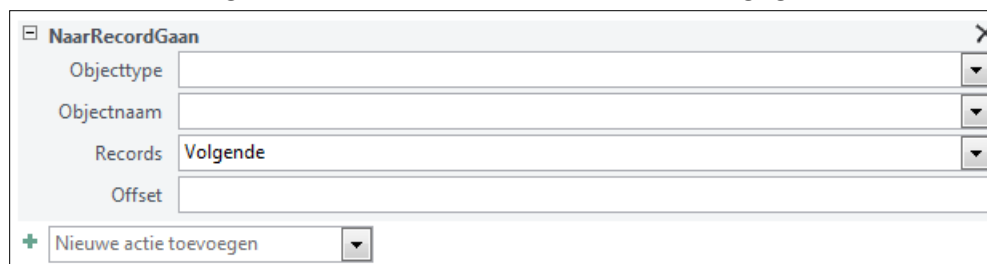 NaarRecordGaan
Objecttype
Objectnaam
Records Volgende
Offset
Nieuwe actie toevoegen